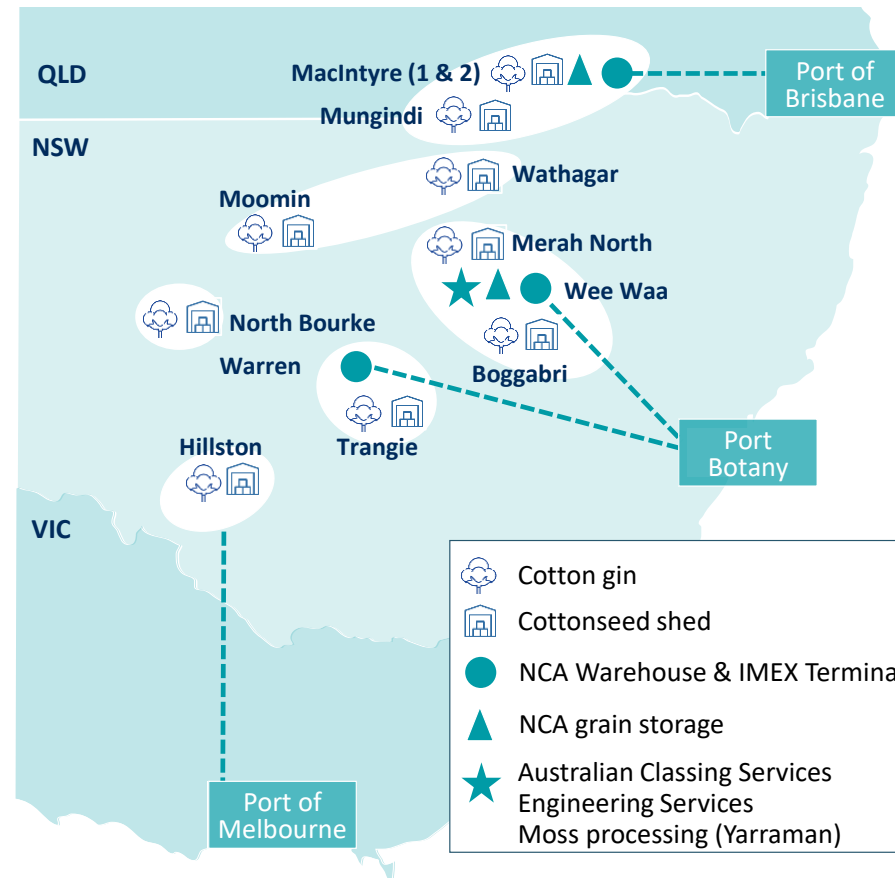 QLD
MacIntyre (1 & 2)
Port of
Brisbane
Mungindi
NSW
Wathagar
Moomin
Merah North
Wee Waa
North Bourke
Warren
Boggabri
Port
Botany
Hillston
Trangie
VIC
Cotton gin
Cottonseed shed
NCA Warehouse & IMEX Termina
NCA grain storage
Australian Classing Services
Engineering Services
Moss processing (Yarraman)
Port of
Melbourne